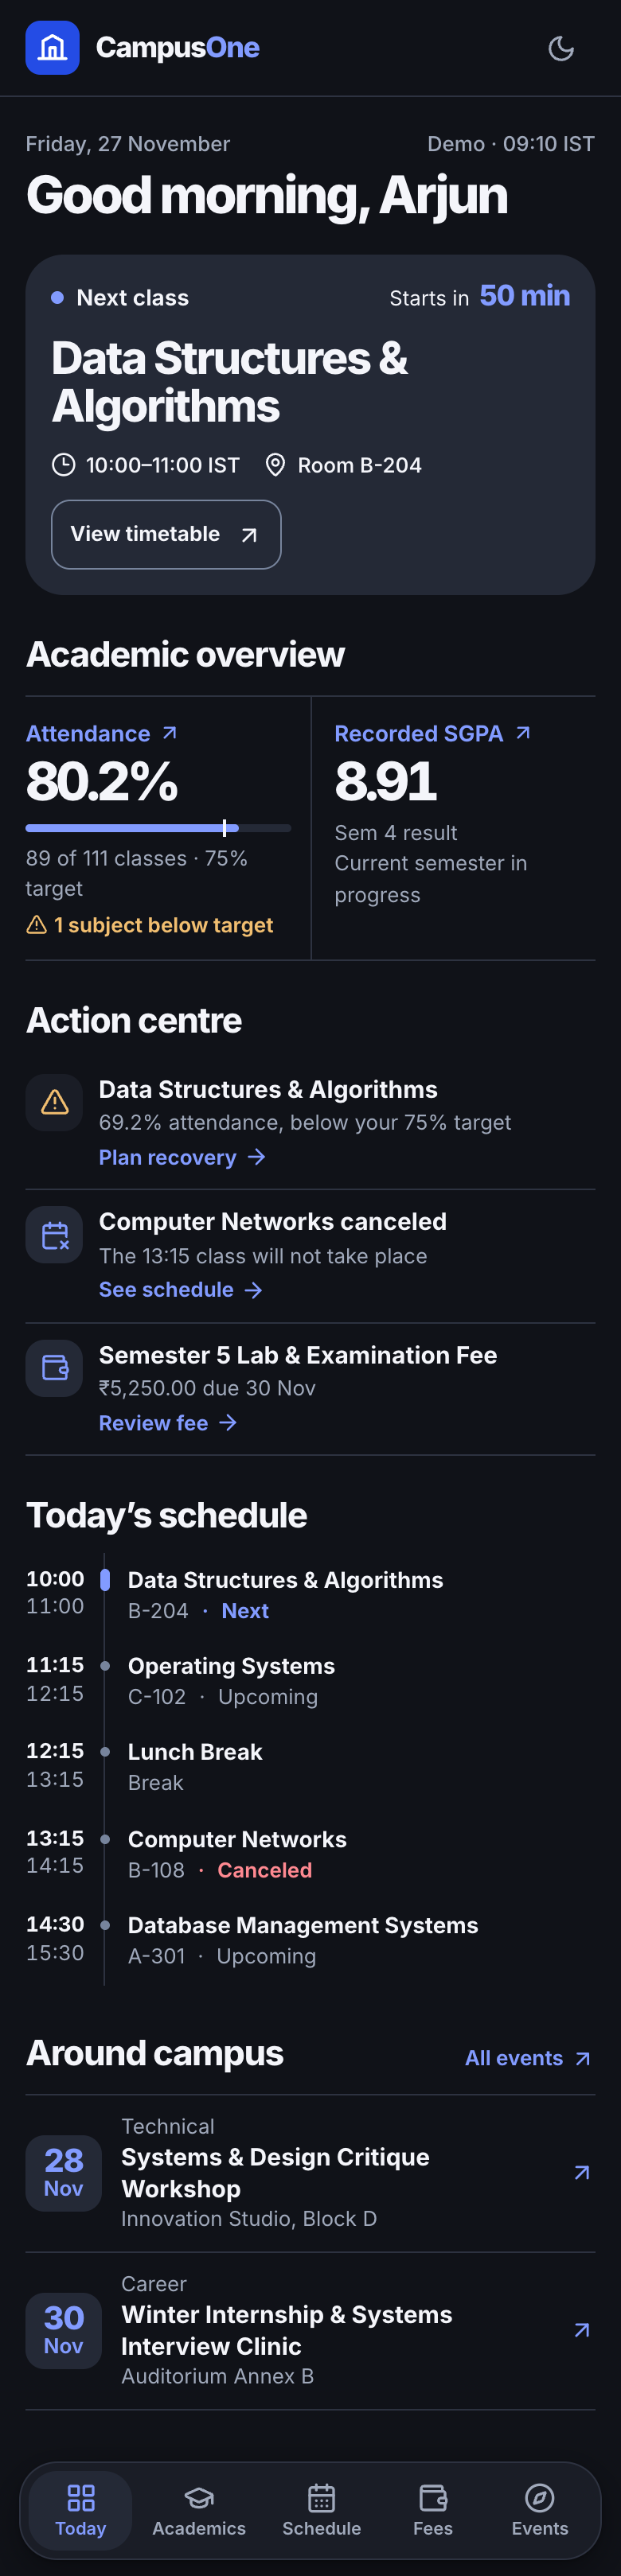 CampusOne
Friday, 27 November
Demo · 09:10 IST
Good morning, Arjun
Next class
Starts in 50 min
Data Structures &
Algorithms
10:00–11:00 IST
Room B-204
View timetable
Academic overview
Attendance
80.2%
89 of 111 classes · 75%
target
1 subject below target
Recorded SGPA
8.91
Sem 4 result
Current semester in
progress
Action centre
Data Structures & Algorithms
69.2% attendance, below your 75% target
Plan recovery
Computer Networks canceled
The 13:15 class will not take place
See schedule
Semester 5 Lab & Examination Fee
₹5,250.00 due 30 Nov
Review fee
Today’s schedule
10:00
11:00
Data Structures & Algorithms
B-204 · Next
11:15
12:15
Operating Systems
C-102 · Upcoming
12:15
13:15
Lunch Break
Break
13:15
14:15
Computer Networks
B-108 · Canceled
14:30
15:30
Database Management Systems
A-301 · Upcoming
Around campus
All events
28
Nov
Technical
Systems & Design Critique
Workshop
Innovation Studio, Block D
30
Nov
Career
Winter Internship & Systems
Interview Clinic
Auditorium Annex B
Today
Academics
Schedule
Fees
Events